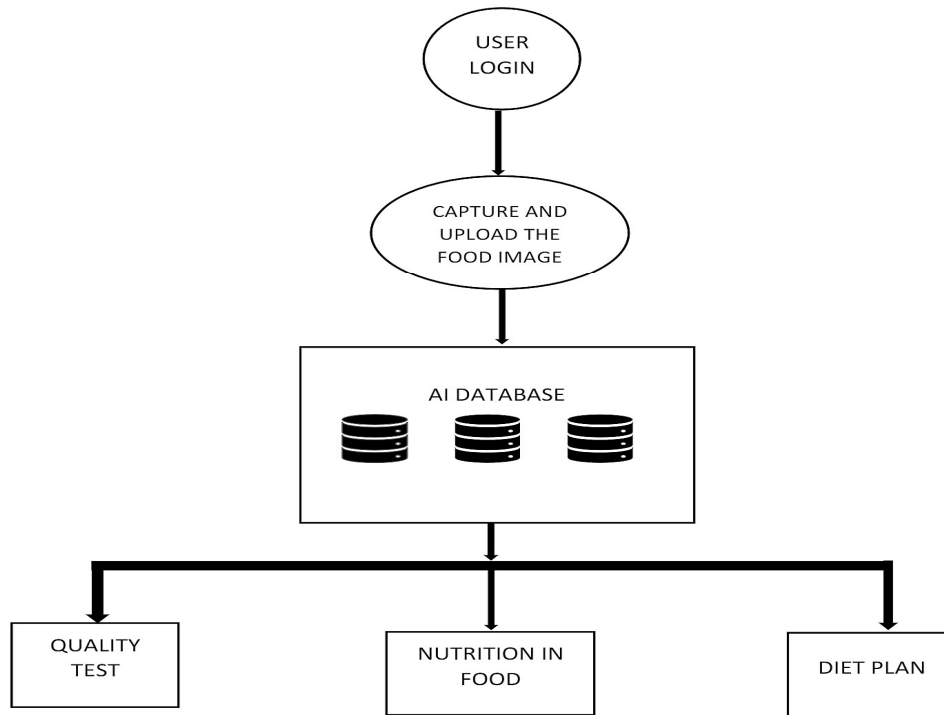 USER
LOGIN
CAPTURE AND
UPLOAD THE
FOOD IMAGE
AI DATABASE
QUALITY
TEST
NUTRITION IN
FOOD
DIET PLAN